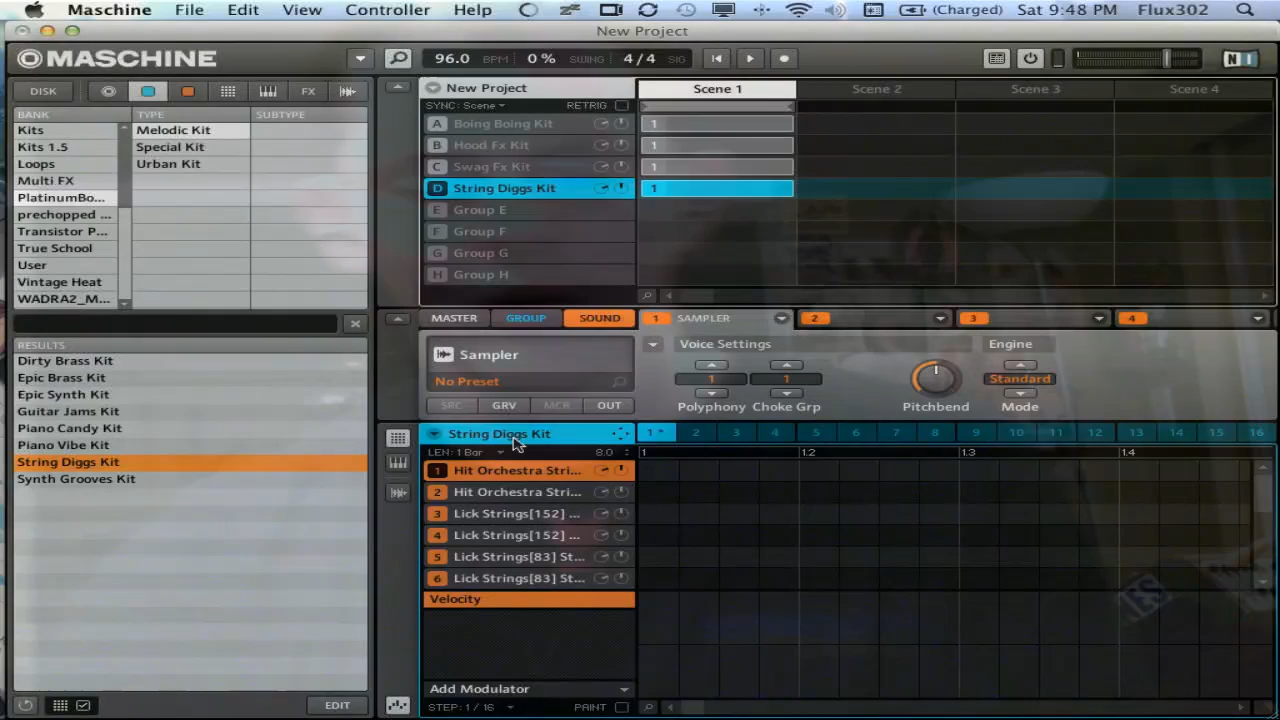 Maschine File Edit View Controller Help (Charged) Sat 9:48 PM Flux302
New Project
MASCHINE 96.0 BPM 0% SWING 4/4 SIG
DISK FX
BANK TYPE SUBTYPE
Kits Melodic Kit
Kits 1.5 Special Kit
Loops Urban Kit
Multi FX
PlatinumBo...
prechopped ...
Transistor P...
True School
User
Vintage Heat
WADRA2_M...
RESULTS
Dirty Brass Kit
Epic Brass Kit
Epic Synth Kit
Guitar Jams Kit
Piano Candy Kit
Piano Vibe Kit
String Diggs Kit
Synth Grooves Kit
EDIT
New Project Scene 1 Scene 2 Scene 3 Scene 4
SYNC: Scene RETRIG
A Boing Boing Kit 1
B Hood Fx Kit 1
C Swag Fx Kit 1
D String Diggs Kit 1
E Group E
F Group F
G Group G
H Group H
MASTER GROUP SOUND 1 SAMPLER 2 3 4
Sampler Voice Settings Engine
No Preset 1 1 Standard
SRC GRV MCR OUT Polyphony Choke Grp Pitchbend Mode
String Diggs Kit 1 * 2 3 4 5 6 7 8 9 10 11 12 13 14 15 16
LEN: 1 Bar 8.0 1 1.2 1.3 1.4
1 Hit Orchestra Stri...
2 Hit Orchestra Stri...
3 Lick Strings[152] ...
4 Lick Strings[152] ...
5 Lick Strings[83] St...
6 Lick Strings[83] St...
Velocity
Add Modulator
STEP: 1 / 16 PAINT